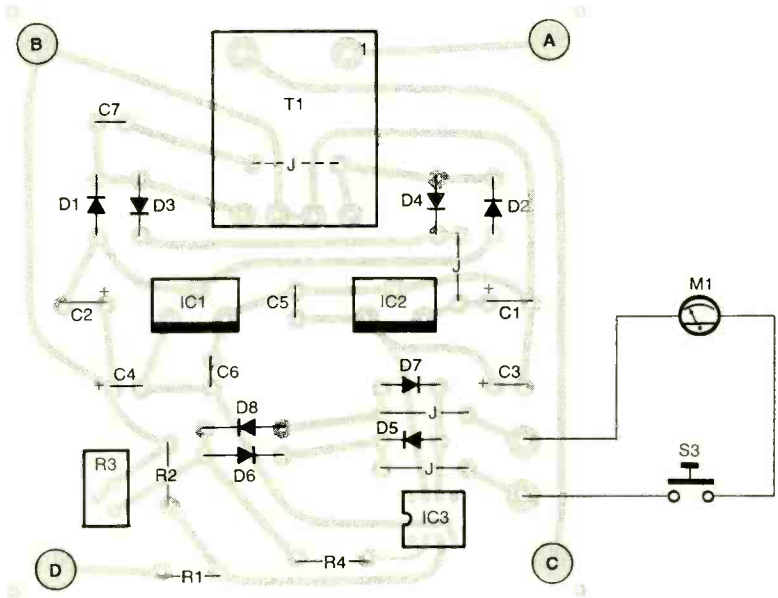 B
A
1
T1
C7
J
D1
D3
D4
D2
J
IC1
C5
IC2
C2
+
+
C1
M1
+
C4
C6
D7
+
C3
D8
J
D5
R3
R2
D6
J
S3
IC3
D
R1
R4
C